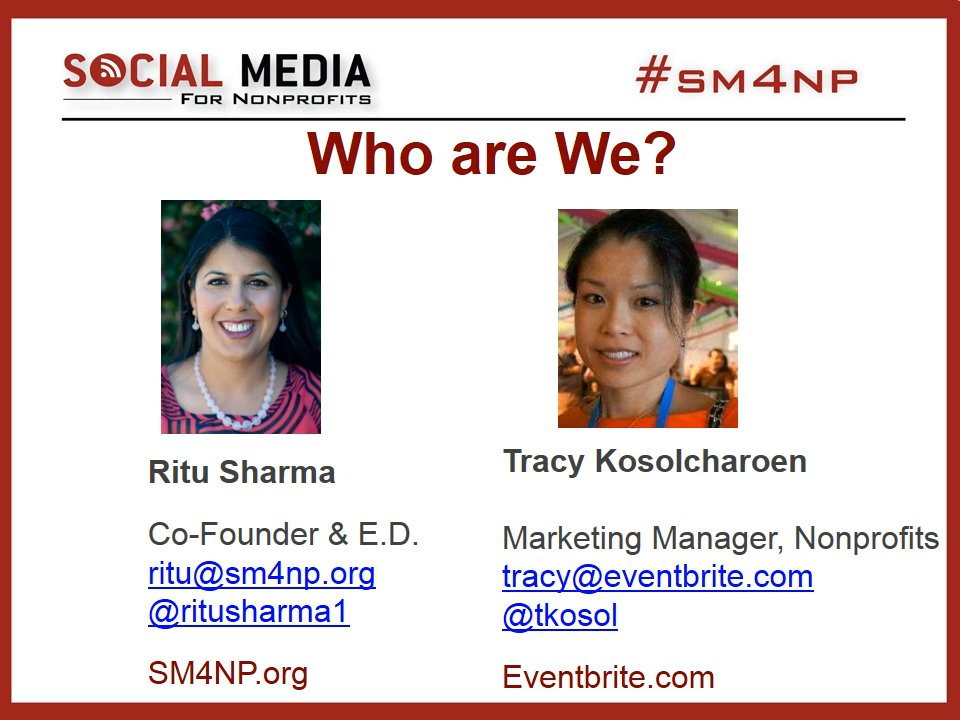 SOCIAL MEDIA
FOR NONPROFITS
#SM4NP
Who are We?
Ritu Sharma
Co-Founder & E.D.
ritu@sm4np.org
@ritusharma1
SM4NP.org
Tracy Kosolcharoen
Marketing Manager, Nonprofits
tracy@eventbrite.com
@tkosol
Eventbrite.com